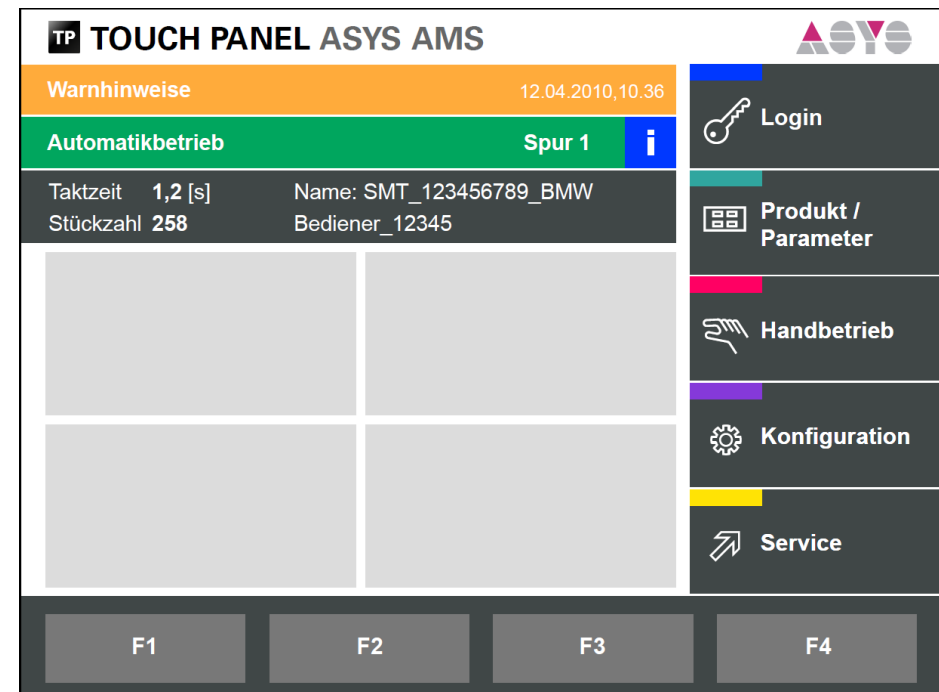 TP TOUCH PANEL ASYS AMS
ASYS
Warnhinweise 12.04.2010,10.36
Automatikbetrieb Spur 1 i
Taktzeit 1,2 [s] Name: SMT_123456789_BMW
Stückzahl 258 Bediener_12345
Login
Produkt /
Parameter
Handbetrieb
Konfiguration
Service
F1 F2 F3 F4